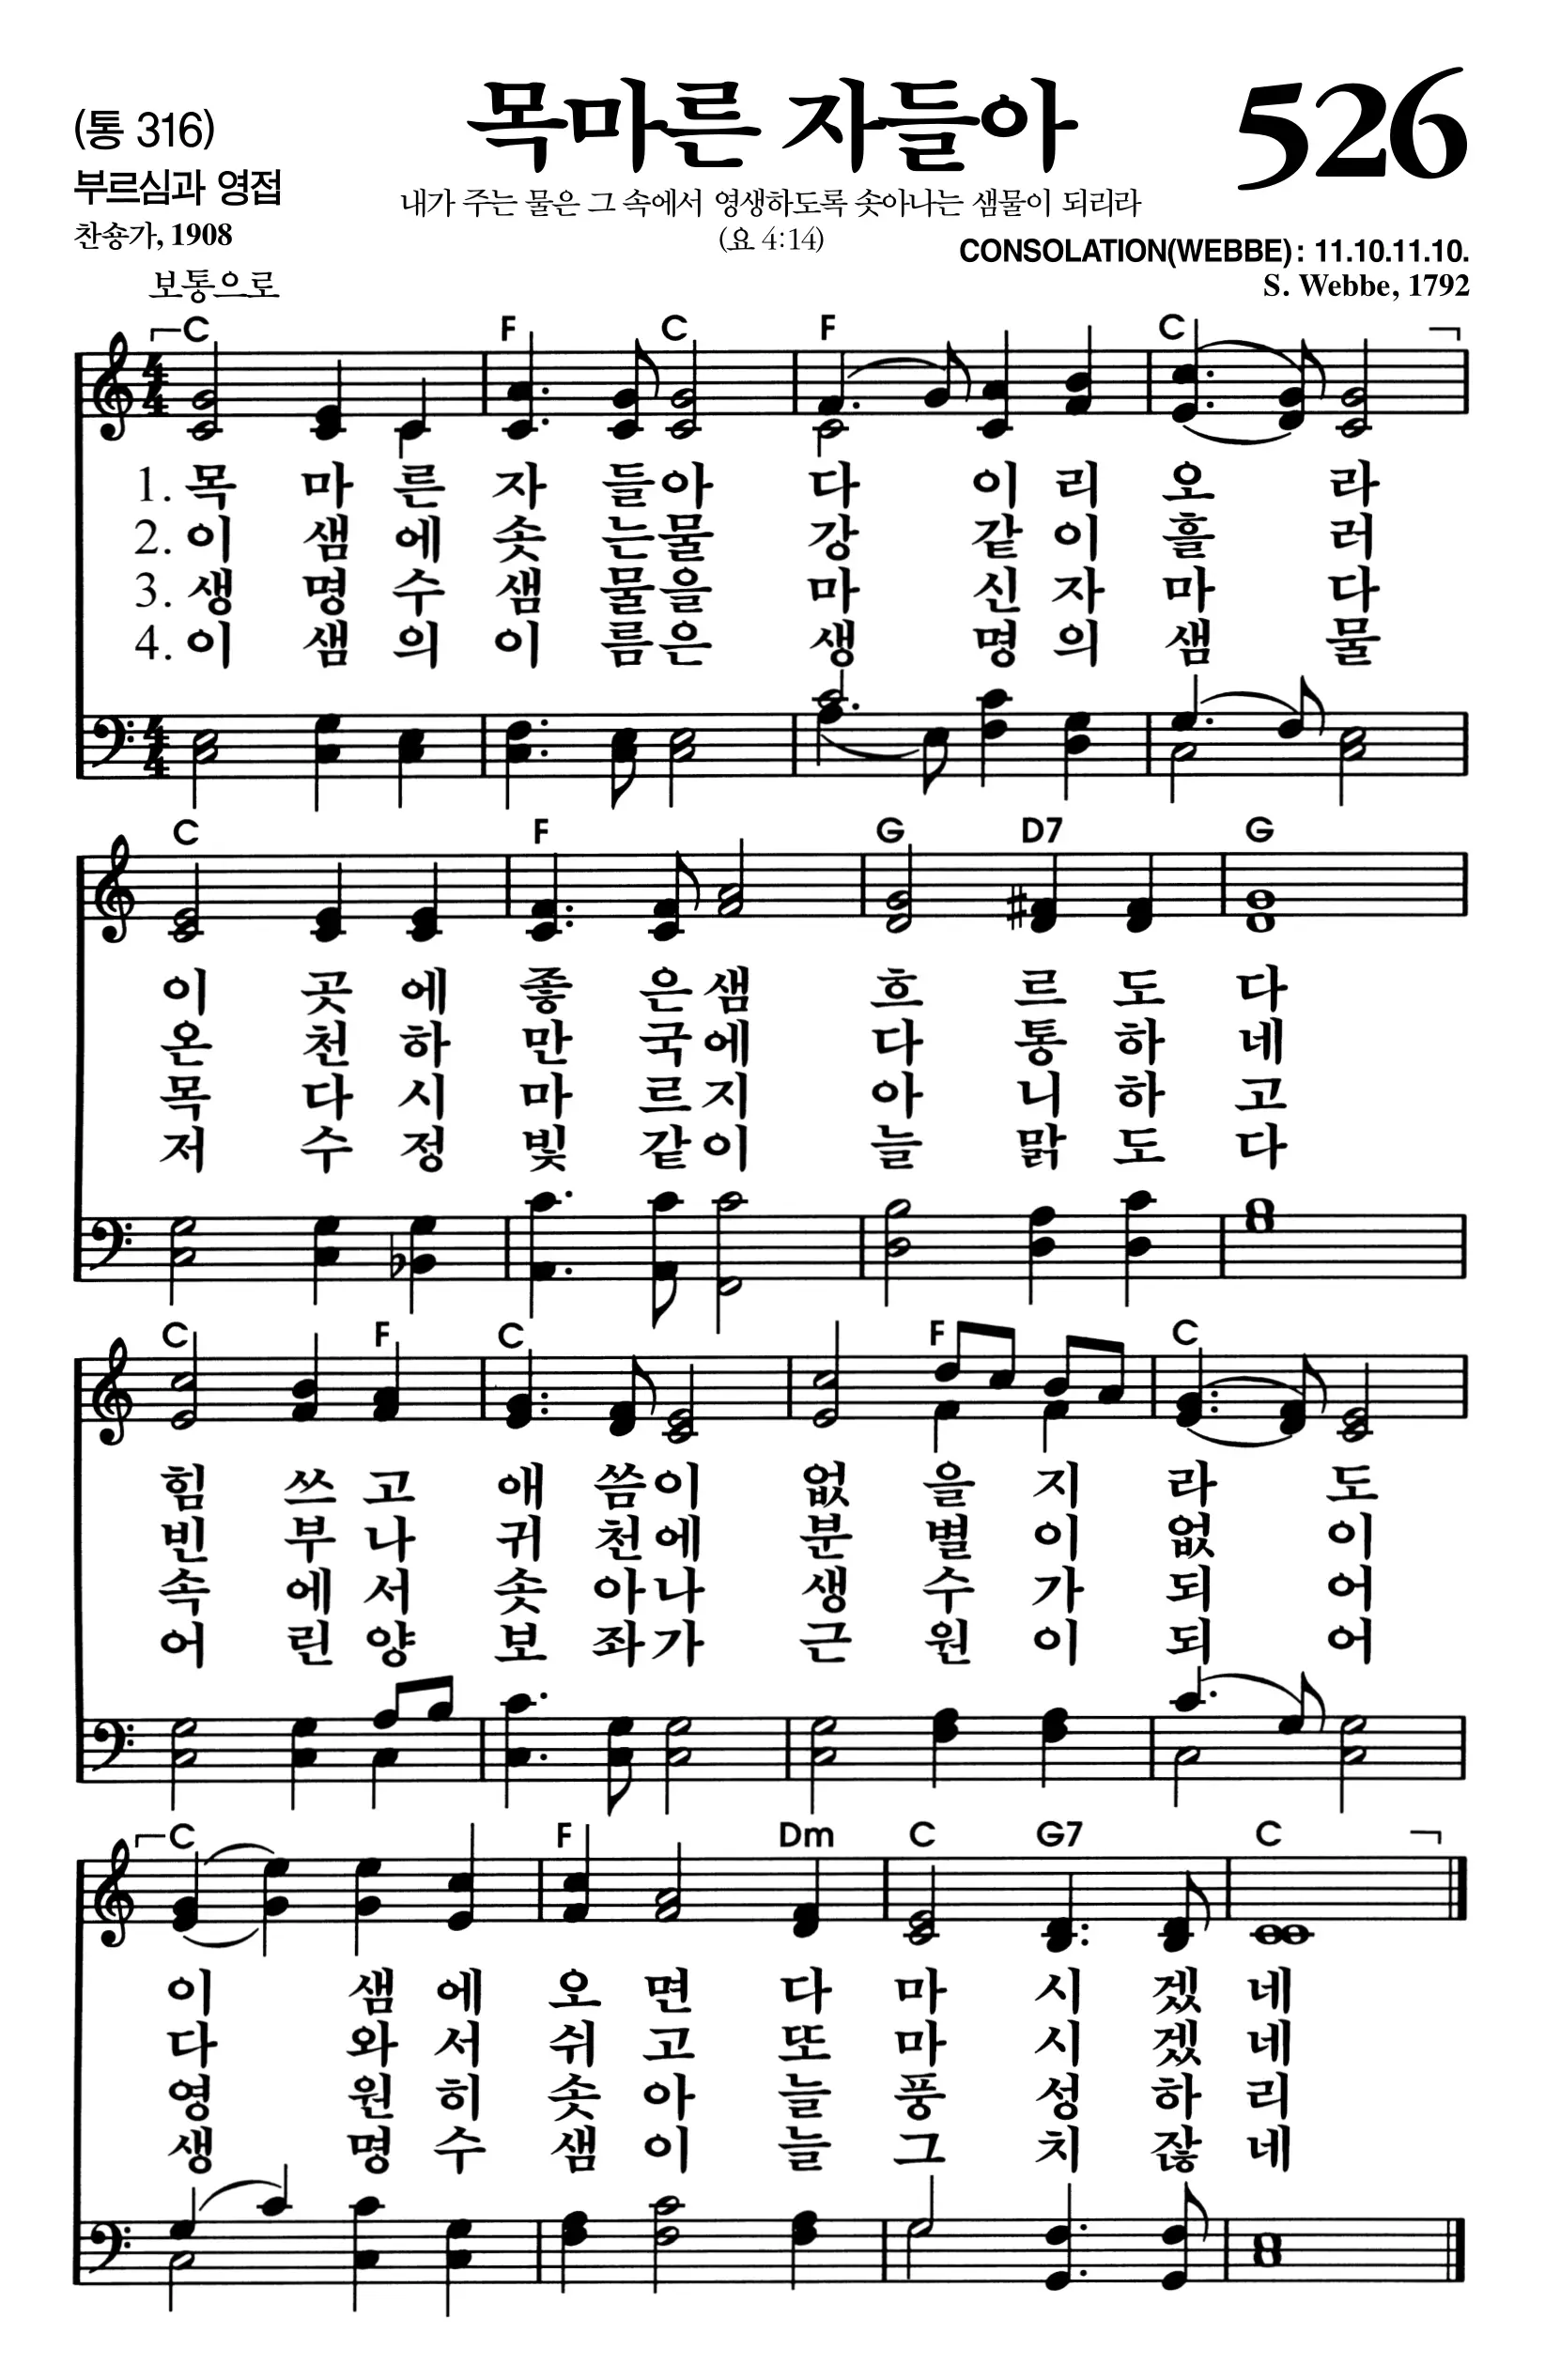 (통 316)
목마른 자들아
526
부르심과 영접
내가 주는 물은 그 속에서 영생하도록 솟아나는 샘물이 되리라
찬송가, 1908
(요 4:14)
CONSOLATION(WEBBE) : 11.10.11.10.
보통으로
S. Webbe, 1792
C F C F C
4 4
1. 목 마 른 자 들 아 다 이 리 오 라
2. 이 샘 에 솟 는 물 강 같 이 흘 러
3. 생 명 수 샘 물 을 마 신 자 마 다
4. 이 샘 의 이 름 은 생 명 의 샘 물
4 4
C F G D7 G
이 곳 에 좋 은 샘 흐 르 도 다
온 천 하 만 국 에 다 통 하 네
목 다 시 마 르 지 아 니 하 고
저 수 정 빛 같 이 늘 맑 도 다
C F C F C
힘 쓰 고 애 씀 이 없 을 지 라 도
빈 부 나 귀 천 에 분 별 이 없 이
속 에 서 솟 아 나 생 수 가 되 어
어 린 양 보 좌 가 근 원 이 되 어
C F Dm C G7 C
이 샘 에 오 면 다 마 시 겠 네
다 와 서 쉬 고 또 마 시 겠 네
영 원 히 솟 아 늘 풍 성 하 리
생 명 수 샘 이 늘 그 치 잖 네